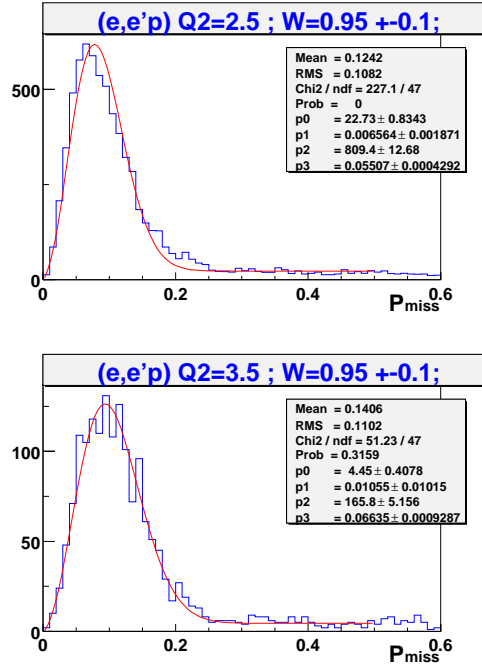 (e,e'p) Q2=2.5 ; W=0.95 +-0.1;
Mean = 0.1242
RMS = 0.1082
Chi2 / ndf = 227.1 / 47
Prob = 0
p0 = 22.73 ± 0.8343
p1 = 0.006564 ± 0.001871
p2 = 809.4 ± 12.68
p3 = 0.05507 ± 0.0004292
500
0
0 0.2 0.4 0.6
Pmiss
(e,e'p) Q2=3.5 ; W=0.95 +-0.1;
Mean = 0.1406
RMS = 0.1102
Chi2 / ndf = 51.23 / 47
Prob = 0.3159
p0 = 4.45 ± 0.4078
p1 = 0.01055 ± 0.01015
p2 = 165.8 ± 5.156
p3 = 0.06635 ± 0.0009287
100
50
0
0 0.2 0.4 0.6
Pmiss